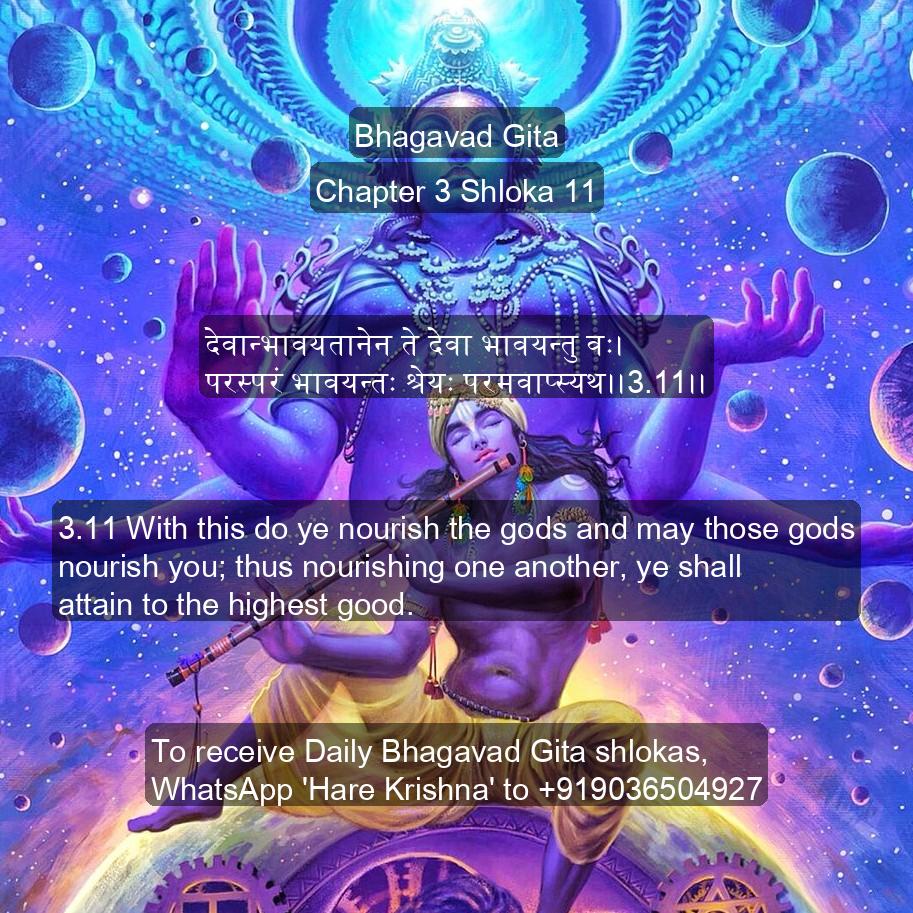 Bhagavad Gita
Chapter 3 Shloka 11
देवान्भावयतानेन ते देवा भावयन्तु वः।
परस्परं भावयन्तः श्रेयः परमवाप्स्यथ।।3.11।।
3.11 With this do ye nourish the gods and may those gods
nourish you; thus nourishing one another, ye shall
attain to the highest good.
To receive Daily Bhagavad Gita shlokas,
WhatsApp 'Hare Krishna' to +919036504927